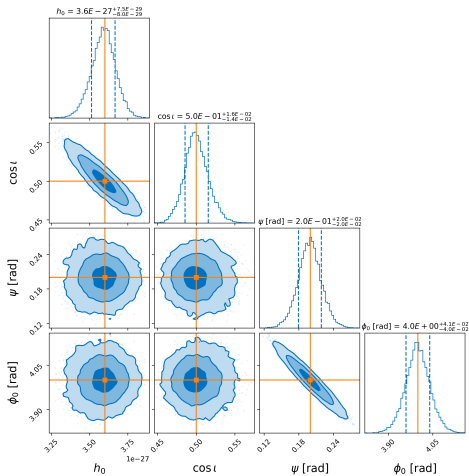 h₀ = 3.6E − 27+7.5E−29−8.0E−29
cos ι = 5.0E − 01+1.6E−02−1.4E−02
0.55
0.50
0.45
cos ι
ψ [rad] = 2.0E − 01+2.0E−02−2.0E−02
0.24
0.18
0.12
ψ [rad]
ϕ₀ [rad] = 4.0E + 00+4.1E−02−4.0E−02
4.05
3.90
ϕ₀ [rad]
3.25 3.50 3.75 0.45 0.50 0.55 0.12 0.18 0.24 3.90 4.05
1e−27
h₀ cos ι ψ [rad] ϕ₀ [rad]